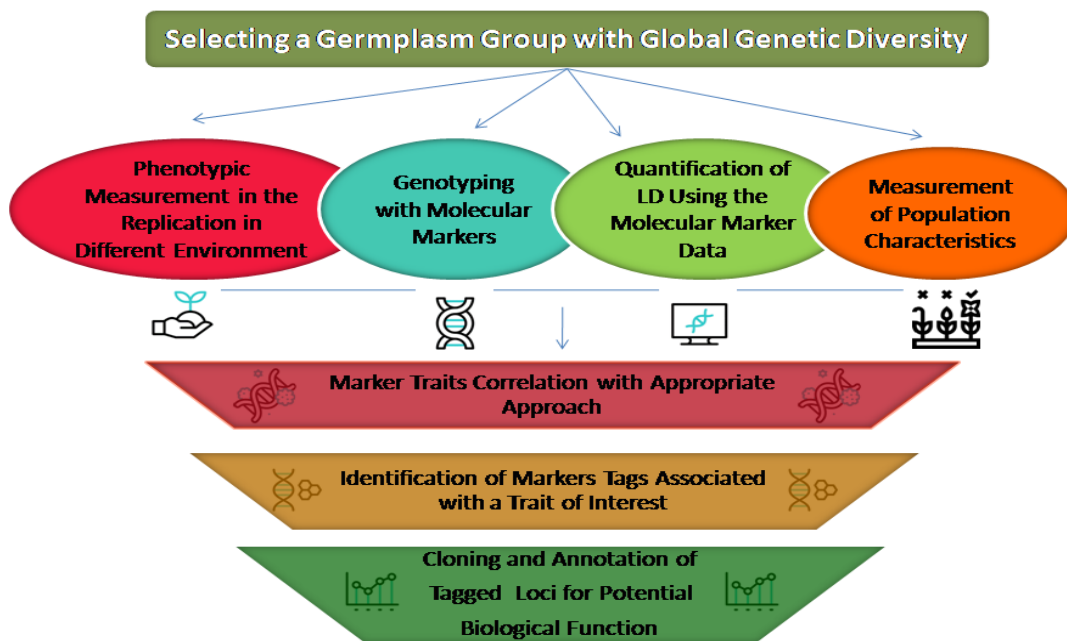 Selecting a Germplasm Group with Global Genetic Diversity
Phenotypic
Measurement in the
Replication in
Different Environment
Genotyping
with Molecular
Markers
Quantification of
LD Using the
Molecular Marker
Data
Measurement
of Population
Characteristics
Marker Traits Correlation with Appropriate
Approach
Identification of Markers Tags Associated
with a Trait of Interest
Cloning and Annotation of
Tagged Loci for Potential
Biological Function